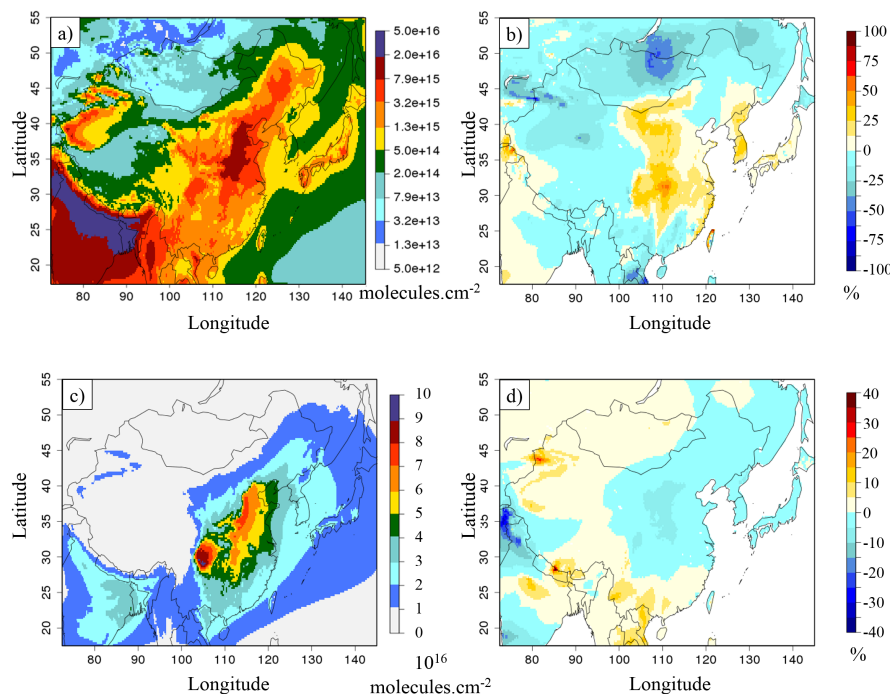 a)
55
50
45
40
35
30
25
20
Latitude
80 90 100 110 120 130 140
Longitude
5.0e+16
2.0e+16
7.9e+15
3.2e+15
1.3e+15
5.0e+14
2.0e+14
7.9e+13
3.2e+13
1.3e+13
5.0e+12
molecules.cm-2
b)
55
50
45
40
35
30
25
20
Latitude
80 90 100 110 120 130 140
Longitude
100
75
50
25
0
-25
-50
-75
-100
%
c)
55
50
45
40
35
30
25
20
Latitude
80 90 100 110 120 130 140
Longitude
10
9
8
7
6
5
4
3
2
1
0
10^16
molecules.cm-2
d)
55
50
45
40
35
30
25
20
Latitude
80 90 100 110 120 130 140
Longitude
40
30
20
10
0
-10
-20
-30
-40
%